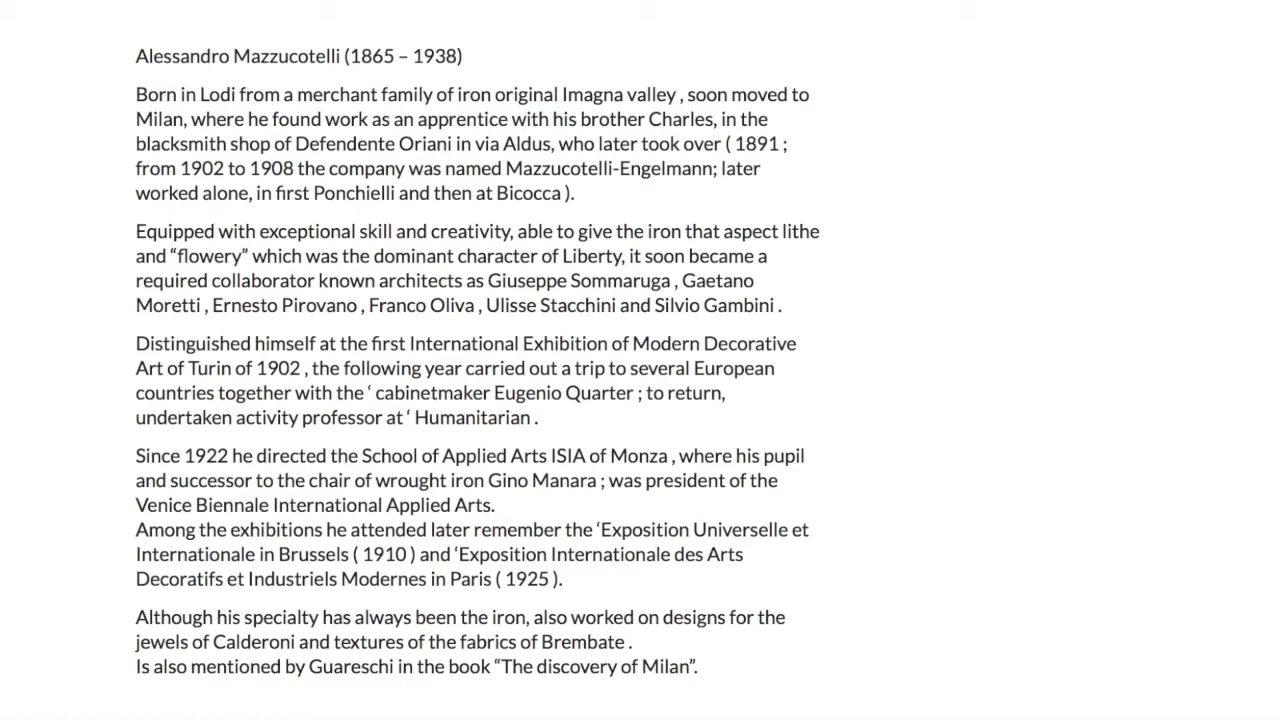 Alessandro Mazzucotelli (1865 – 1938)
Born in Lodi from a merchant family of iron original Imagna valley , soon moved to
Milan, where he found work as an apprentice with his brother Charles, in the
blacksmith shop of Defendente Oriani in via Aldus, who later took over ( 1891 ;
from 1902 to 1908 the company was named Mazzucotelli-Engelmann; later
worked alone, in first Ponchielli and then at Bicocca ).
Equipped with exceptional skill and creativity, able to give the iron that aspect lithe
and “flowery” which was the dominant character of Liberty, it soon became a
required collaborator known architects as Giuseppe Sommaruga , Gaetano
Moretti , Ernesto Pirovano , Franco Oliva , Ulisse Stacchini and Silvio Gambini .
Distinguished himself at the first International Exhibition of Modern Decorative
Art of Turin of 1902 , the following year carried out a trip to several European
countries together with the ‘ cabinetmaker Eugenio Quarter ; to return,
undertaken activity professor at ‘ Humanitarian .
Since 1922 he directed the School of Applied Arts ISIA of Monza , where his pupil
and successor to the chair of wrought iron Gino Manara ; was president of the
Venice Biennale International Applied Arts.
Among the exhibitions he attended later remember the ‘Exposition Universelle et
Internationale in Brussels ( 1910 ) and ‘Exposition Internationale des Arts
Decoratifs et Industriels Modernes in Paris ( 1925 ).
Although his specialty has always been the iron, also worked on designs for the
jewels of Calderoni and textures of the fabrics of Brembate .
Is also mentioned by Guareschi in the book “The discovery of Milan”.